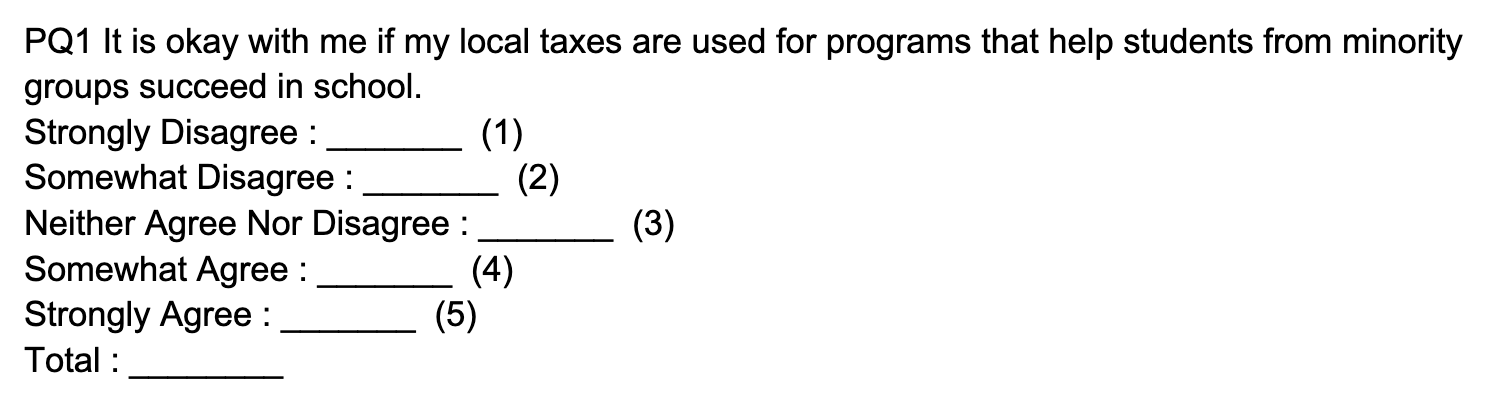 PQ1 It is okay with me if my local taxes are used for programs that help students from minority
groups succeed in school.
Strongly Disagree : _______ (1)
Somewhat Disagree : _______ (2)
Neither Agree Nor Disagree : _______ (3)
Somewhat Agree : _______ (4)
Strongly Agree : _______ (5)
Total : ________